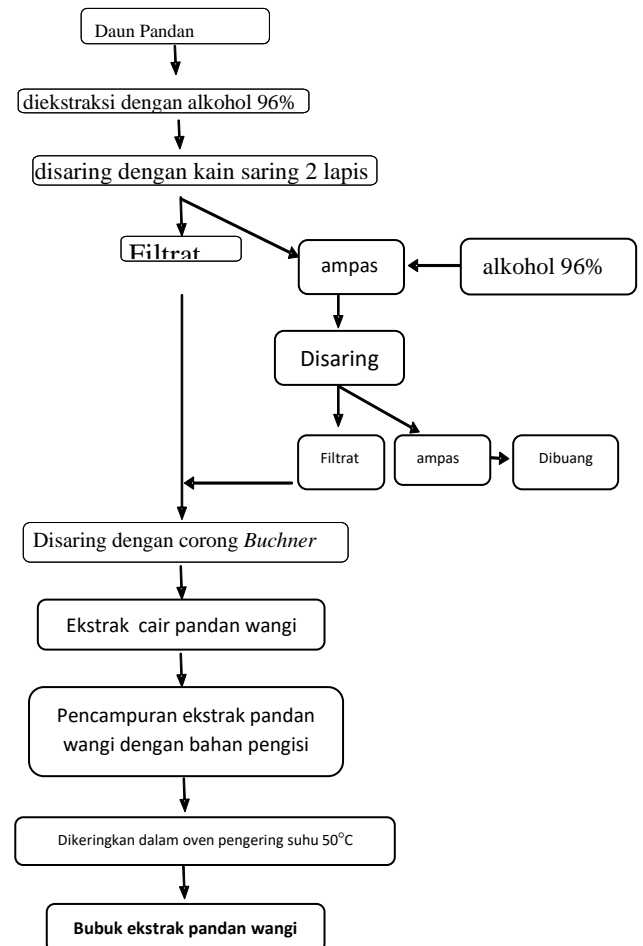 Daun Pandan
diekstraksi dengan alkohol 96%
disaring dengan kain saring 2 lapis
Filtrat
ampas
alkohol 96%
Disaring
Filtrat
ampas
Dibuang
Disaring dengan corong Buchner
Ekstrak cair pandan wangi
Pencampuran ekstrak pandan
wangi dengan bahan pengisi
Dikeringkan dalam oven pengering suhu 50°C
Bubuk ekstrak pandan wangi